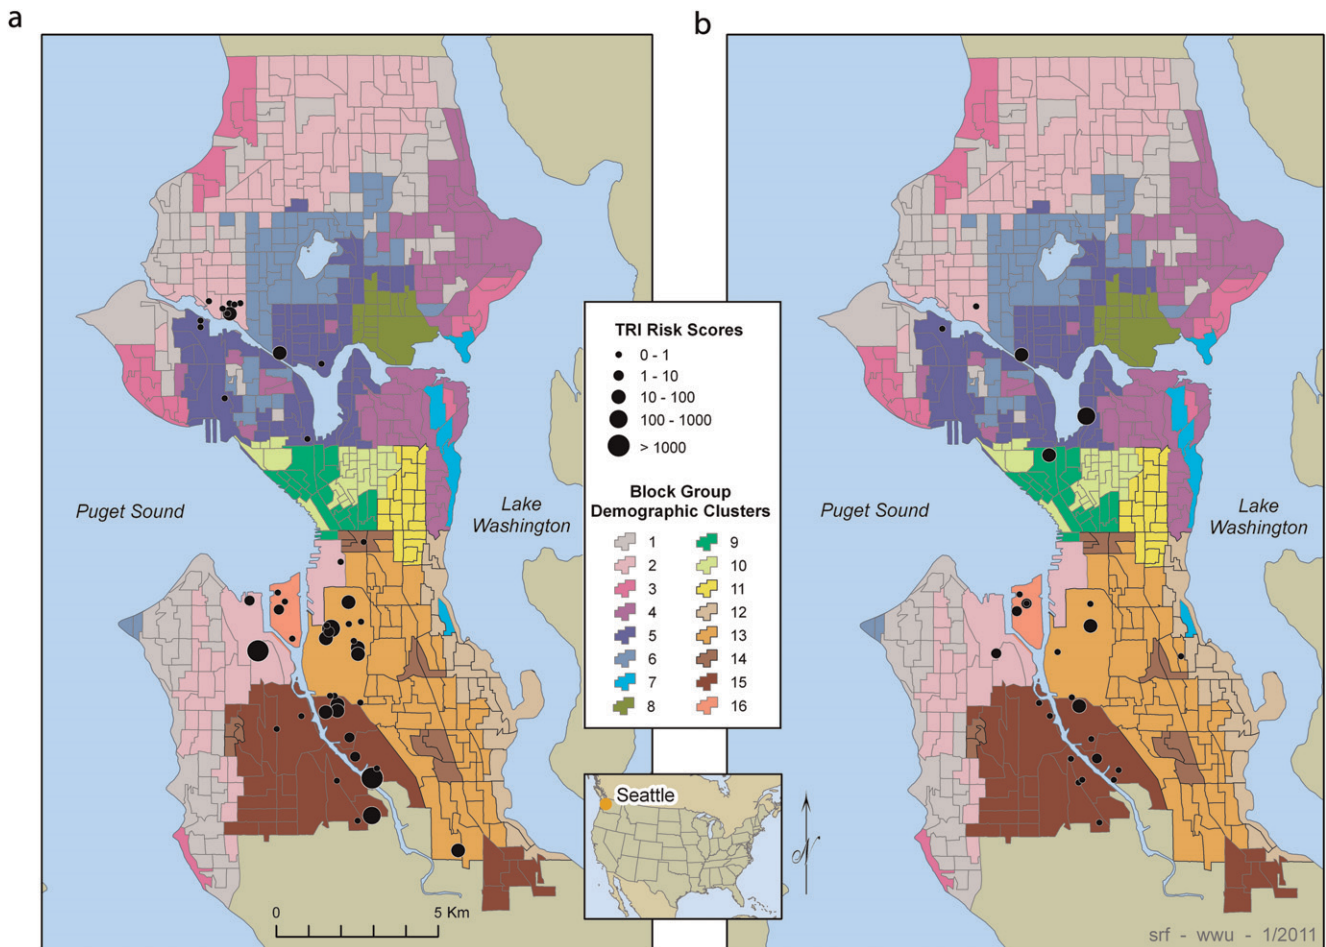 a
b
Puget Sound
Lake
Washington
TRI Risk Scores
0 - 1
1 - 10
10 - 100
100 - 1000
> 1000
Block Group
Demographic Clusters
1
2
3
4
5
6
7
8
9
10
11
12
13
14
15
16
Puget Sound
Lake
Washington
Seattle
N
0 5 Km
srf - wwu - 1/2011